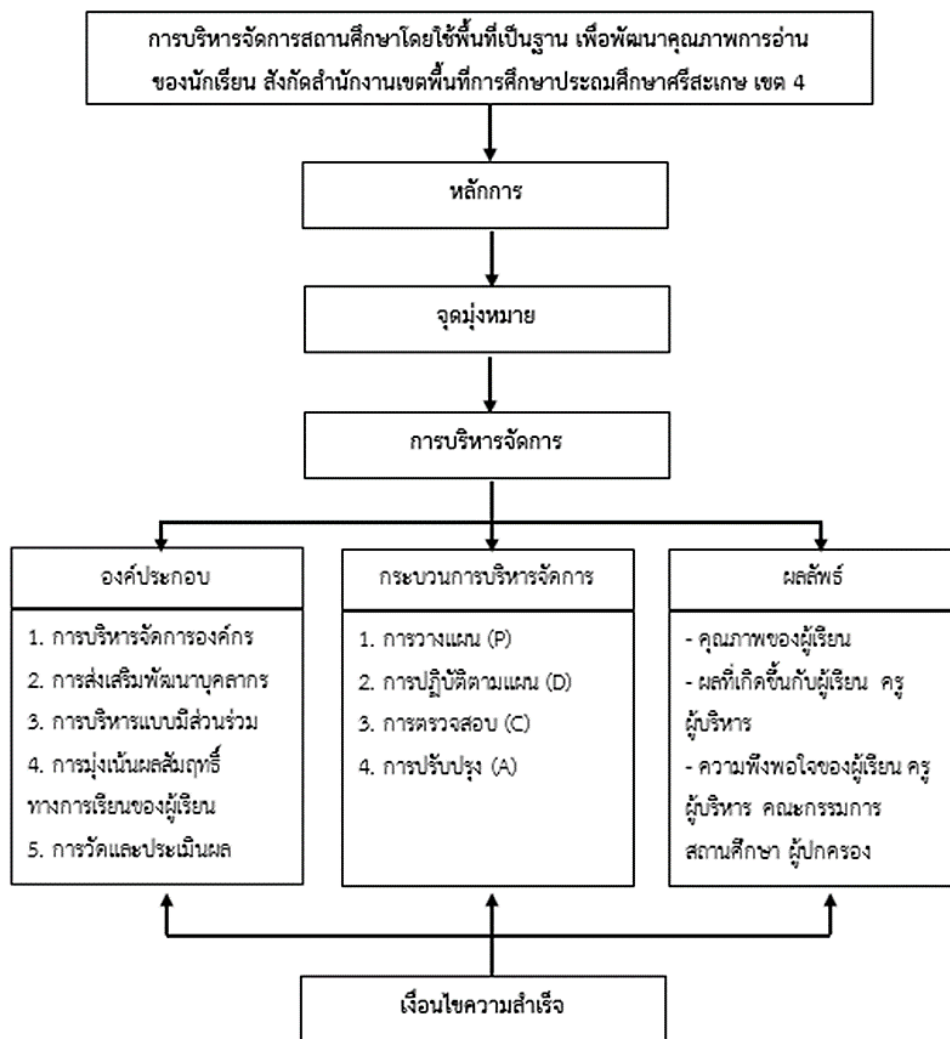 การบริหารจัดการสถานศึกษาโดยใช้พื้นที่เป็นฐาน เพื่อพัฒนาคุณภาพการอ่าน
ของนักเรียน สังกัดสำนักงานเขตพื้นที่การศึกษาประถมศึกษาศรีสะเกษ เขต 4
หลักการ
จุดมุ่งหมาย
การบริหารจัดการ
องค์ประกอบ
1. การบริหารจัดการองค์กร
2. การส่งเสริมพัฒนาบุคลากร
3. การบริหารแบบมีส่วนร่วม
4. การมุ่งเน้นผลสัมฤทธิ์
ทางการเรียนของผู้เรียน
5. การวัดและประเมินผล
กระบวนการบริหารจัดการ
1. การวางแผน (P)
2. การปฏิบัติตามแผน (D)
3. การตรวจสอบ (C)
4. การปรับปรุง (A)
ผลลัพธ์
- คุณภาพของผู้เรียน
- ผลที่เกิดขึ้นกับผู้เรียน ครู
ผู้บริหาร
- ความพึงพอใจของผู้เรียน ครู
ผู้บริหาร คณะกรรมการ
สถานศึกษา ผู้ปกครอง
เงื่อนไขความสำเร็จ